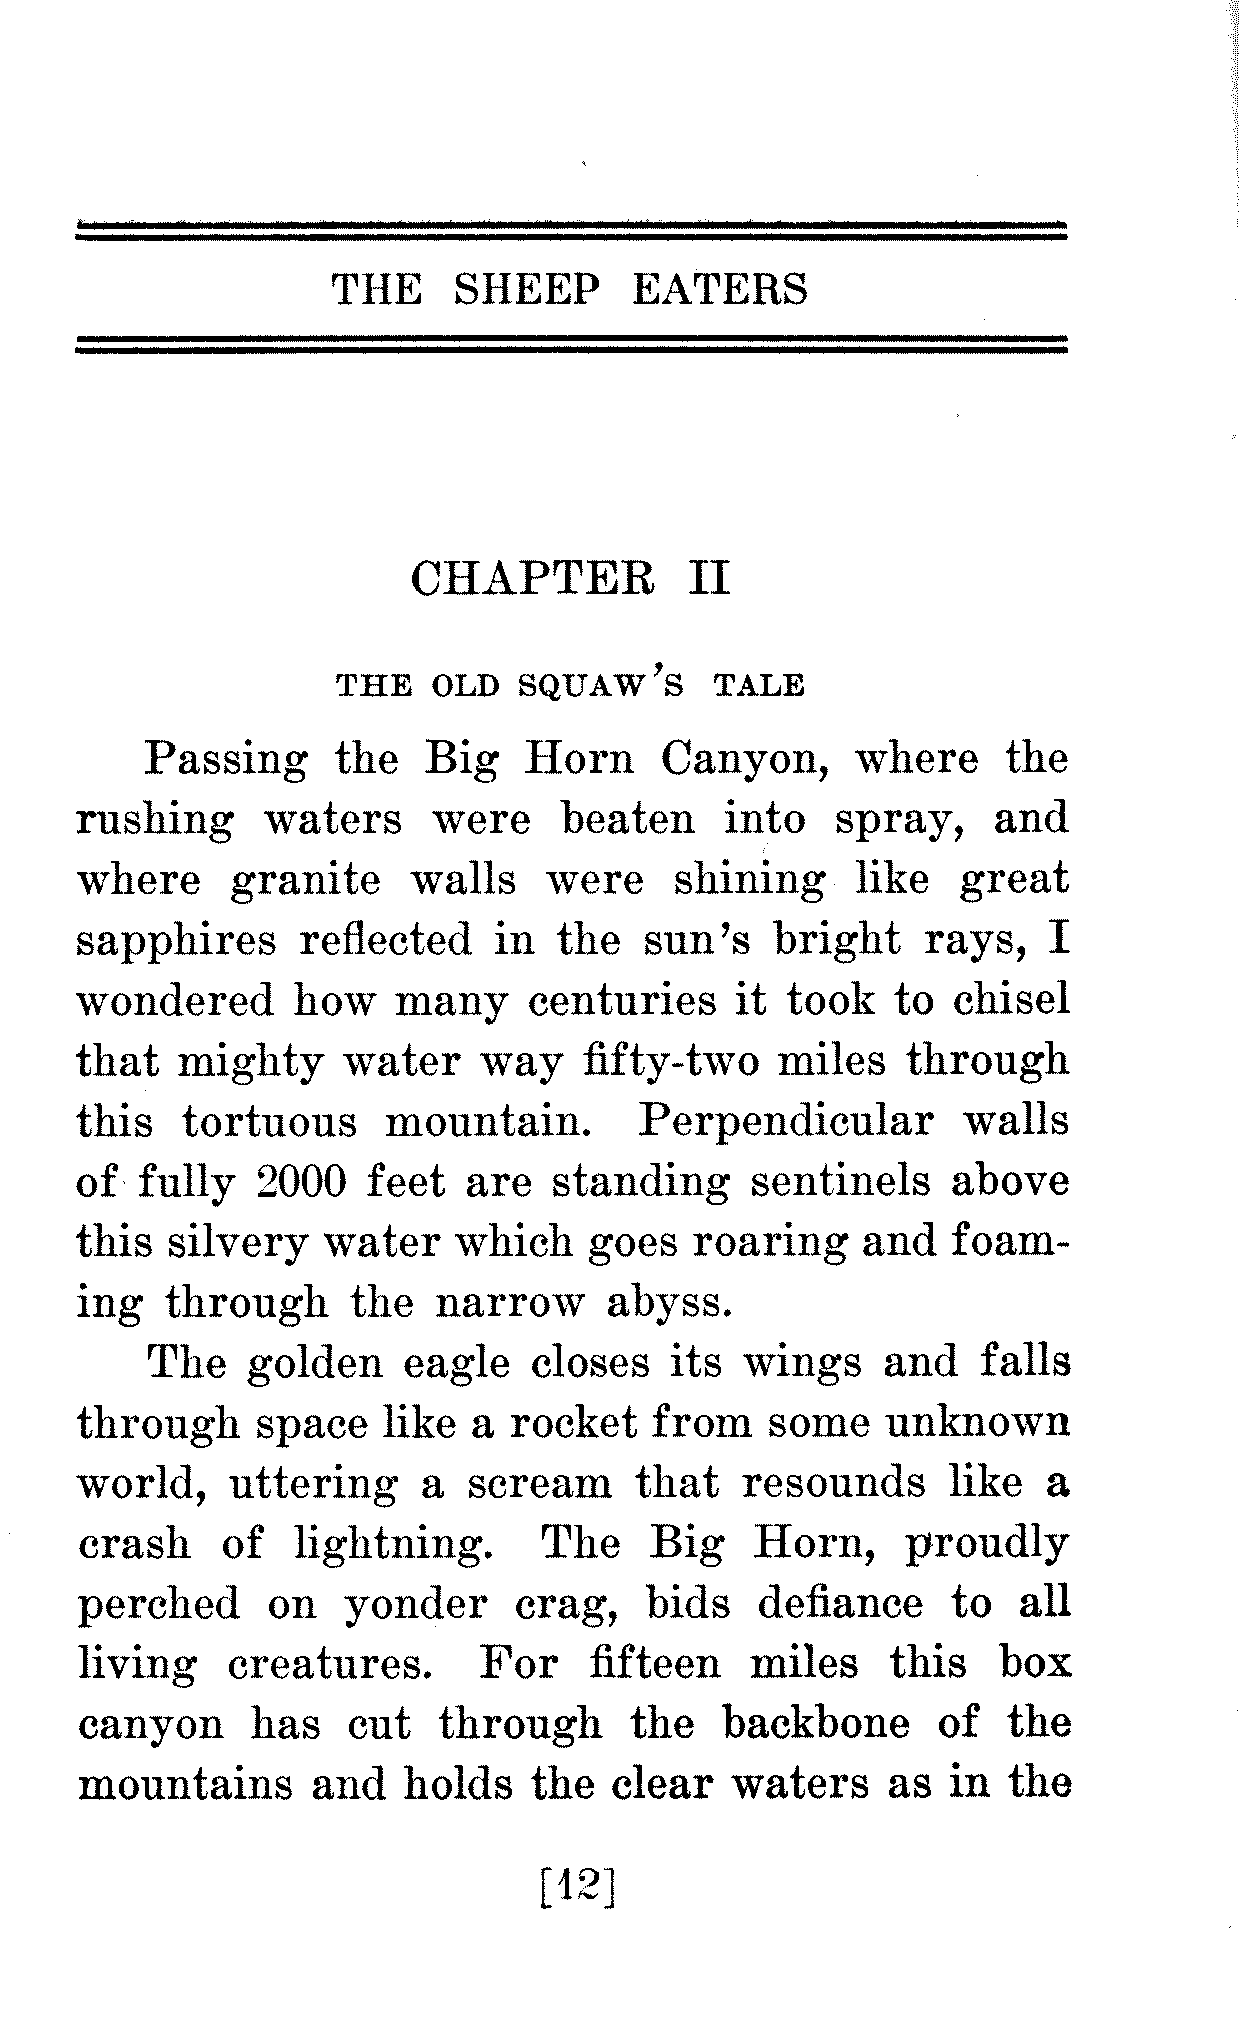 THE SHEEP EATERS
CHAPTER II
THE OLD SQUAW'S TALE
Passing the Big Horn Canyon, where the
rushing waters were beaten into spray, and
where granite walls were shining like great
sapphires reflected in the sun's bright rays, I
wondered how many centuries it took to chisel
that mighty water way fifty-two miles through
this tortuous mountain. Perpendicular walls
of fully 2000 feet are standing sentinels above
this silvery water which goes roaring and foam-
ing through the narrow abyss.
The golden eagle closes its wings and falls
through space like a rocket from some unknown
world, uttering a scream that resounds like a
crash of lightning. The Big Horn, proudly
perched on yonder crag, bids defiance to all
living creatures. For fifteen miles this box
canyon has cut through the backbone of the
mountains and holds the clear waters as in the
[12]